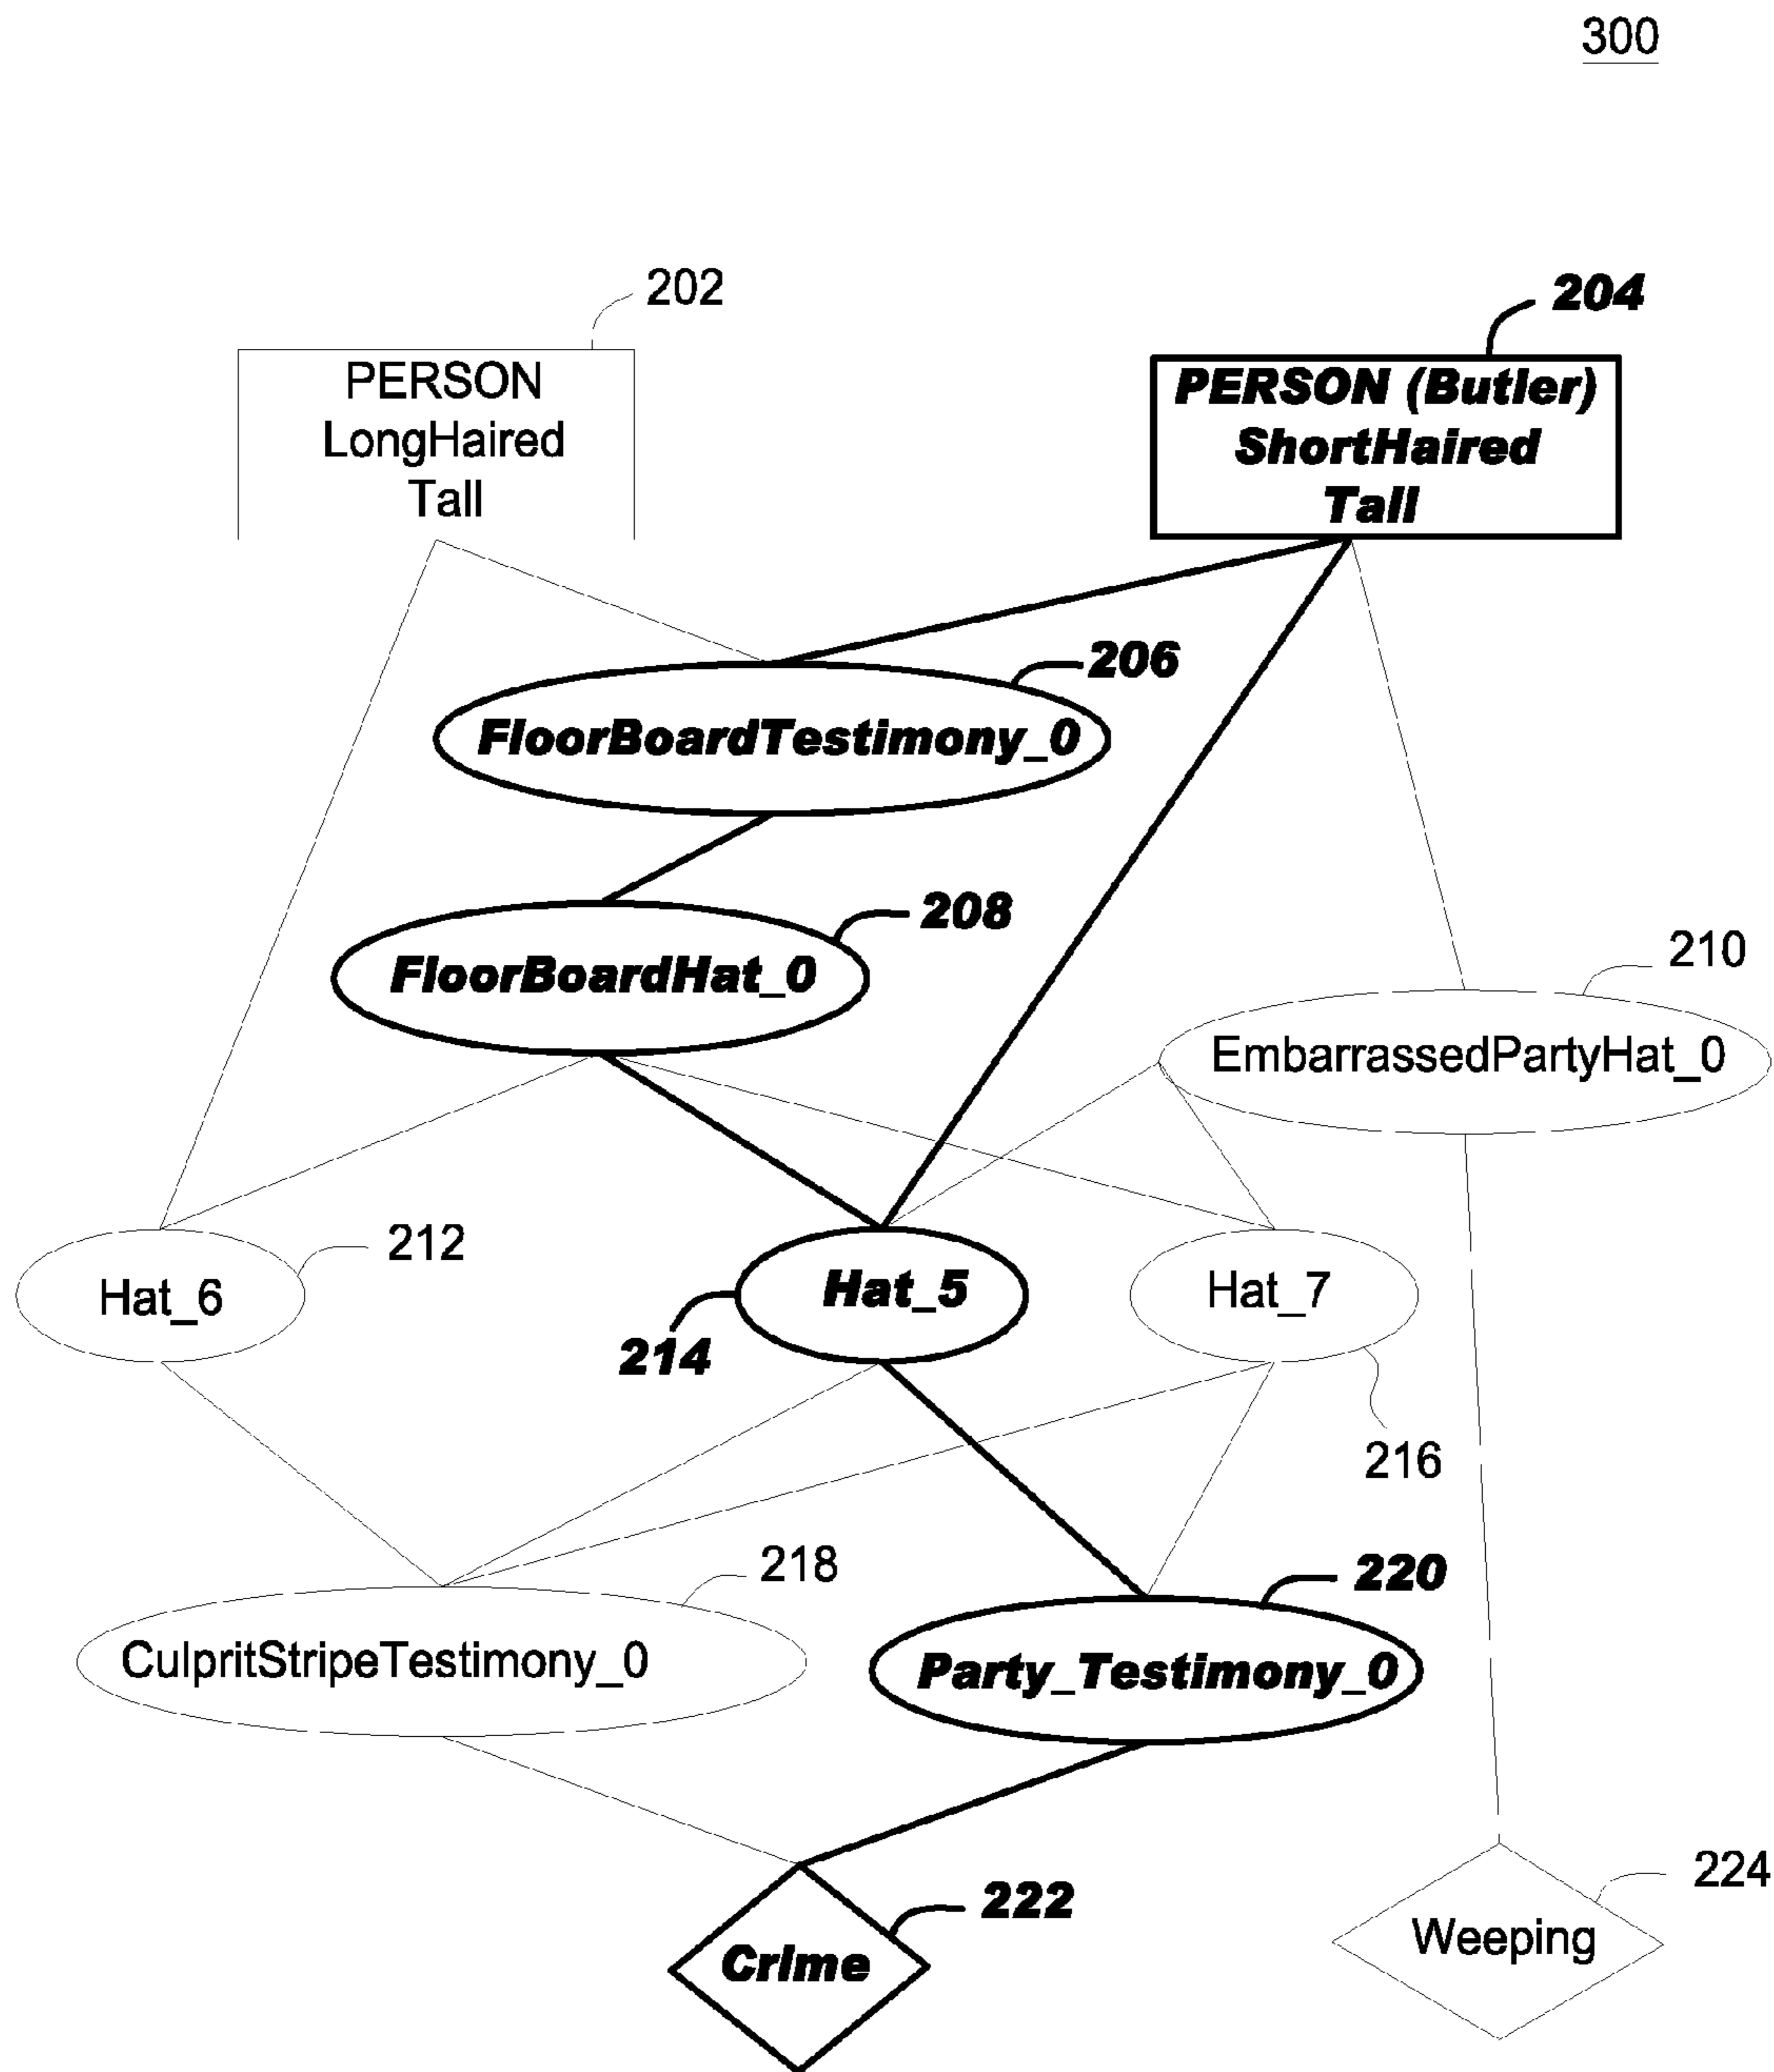 300
202
204
PERSON
LongHaired
Tall
PERSON (Butler)
ShortHaired
Tall
206
FloorBoardTestimony_0
208
FloorBoardHat_0
210
EmbarrassedPartyHat_0
212
Hat_6
Hat_5
Hat_7
214
216
218
220
CulpritStripeTestimony_0
Party_Testimony_0
222
224
Crime
Weeping